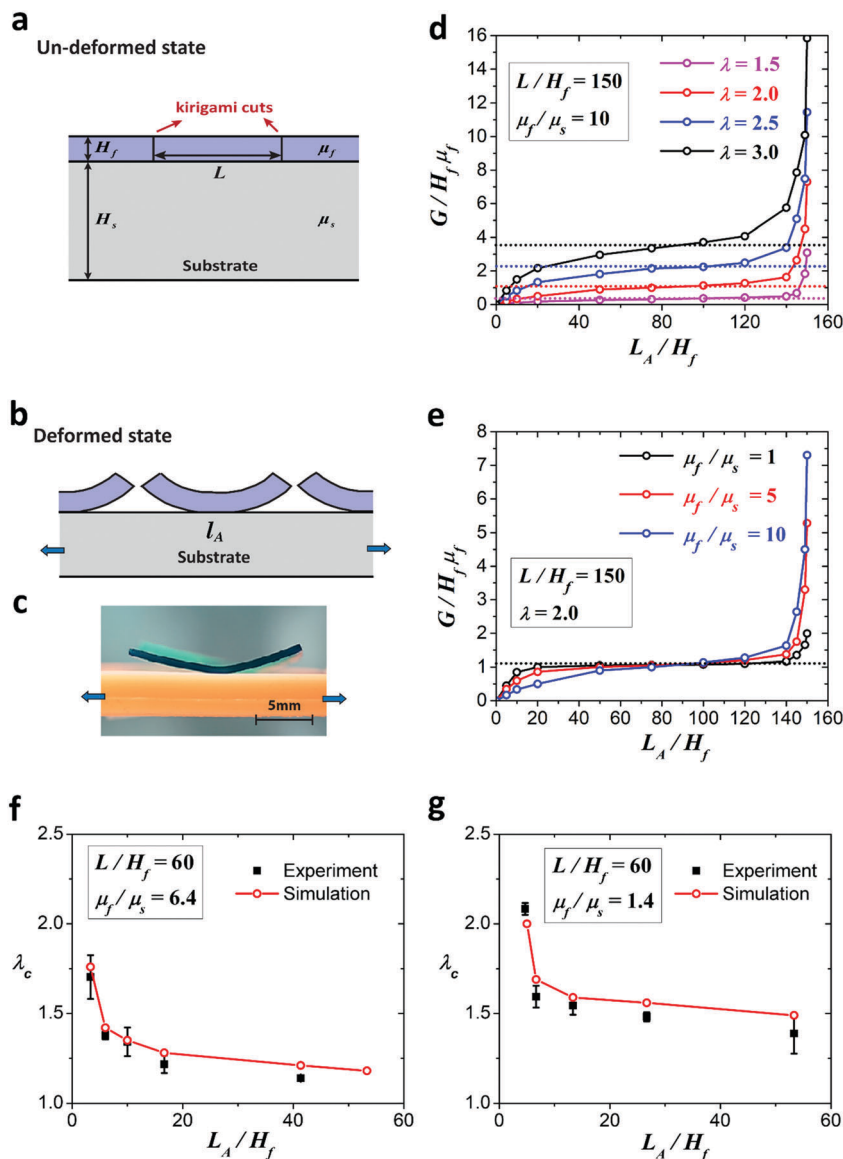 a
Un-deformed state
kirigami cuts
H_f
L
μ_f
H_s
μ_s
Substrate
b
Deformed state
l_A
Substrate
c
5mm
d
G / H_f μ_f
16
14
12
10
8
6
4
2
0
L / H_f = 150
μ_f / μ_s = 10
λ = 1.5
λ = 2.0
λ = 2.5
λ = 3.0
0 40 80 120 160
L_A / H_f
e
G / H_f μ_f
8
7
6
5
4
3
2
1
0
μ_f / μ_s = 1
μ_f / μ_s = 5
μ_f / μ_s = 10
L / H_f = 150
λ = 2.0
0 20 40 60 80 100 120 140 160
L_A / H_f
f
λ_c
2.5
2.0
1.5
1.0
L / H_f = 60
μ_f / μ_s = 6.4
Experiment
Simulation
0 20 40 60
L_A / H_f
g
λ_c
2.5
2.0
1.5
1.0
L / H_f = 60
μ_f / μ_s = 1.4
Experiment
Simulation
0 20 40 60
L_A / H_f